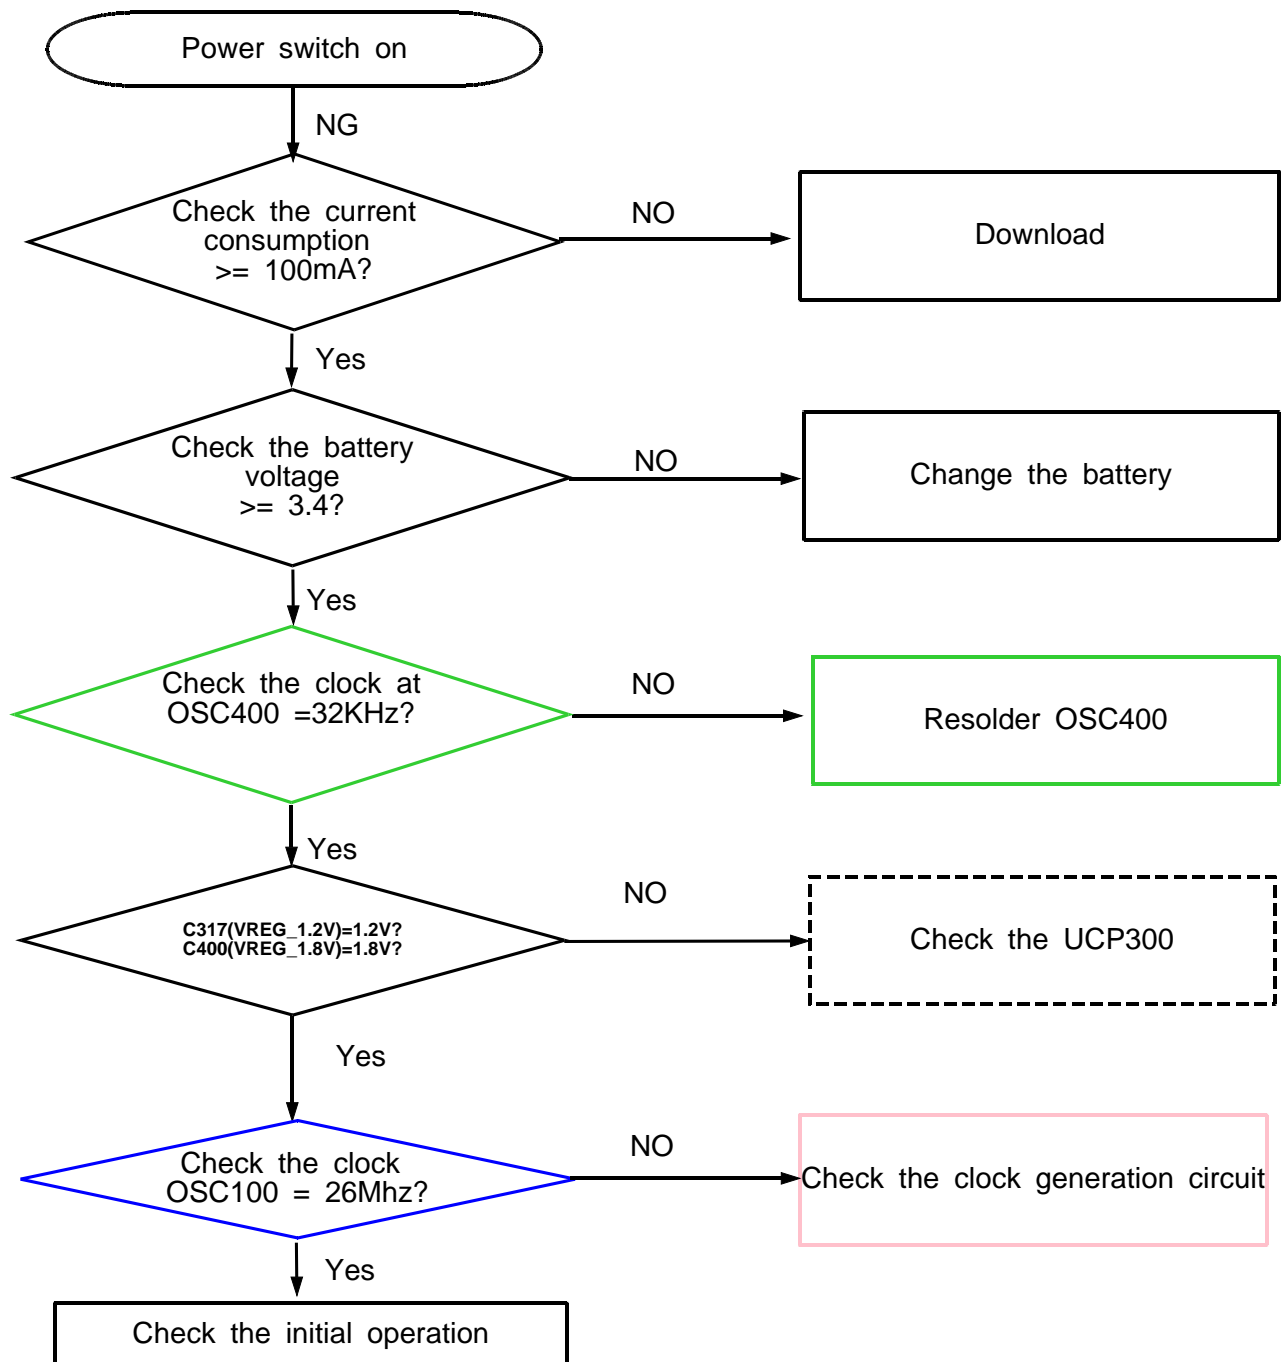 Power switch on
NG
Check the current
consumption
>= 100mA?
NO
Download
Yes
Check the battery
voltage
>= 3.4?
NO
Change the battery
Yes
Check the clock at
OSC400 =32KHz?
NO
Resolder OSC400
Yes
C317(VREG_1.2V)=1.2V?
C400(VREG_1.8V)=1.8V?
NO
Check the UCP300
Yes
Check the clock
OSC100 = 26Mhz?
NO
Check the clock generation circuit
Yes
Check the initial operation